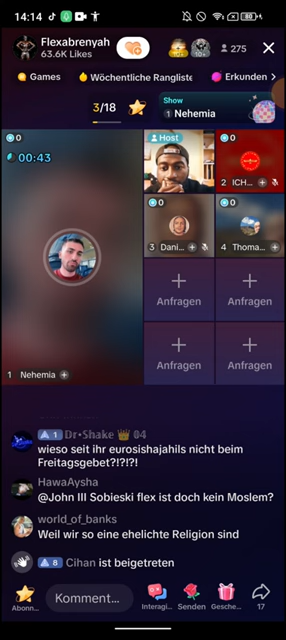 14:14
80
Flexabrenyah
63.6K Likes
275
Games
Wöchentliche Rangliste
Erkunden
3/18
Show
1 Nehemia
0
00:43
Host
0
2 ICH...
0
3 Dani...
0
4 Thoma...
Anfragen
Anfragen
Anfragen
Anfragen
1 Nehemia
1 Dr•Shake 04
wieso seit ihr eurosishajahils nicht beim
Freitagsgebet?!?!?!
HawaAysha
@John III Sobieski flex ist doch kein Moslem?
world_of_banks
Weil wir so eine ehelichte Religion sind
8 Cihan ist beigetreten
Abonn...
Komment...
Interagi...
Senden
Gesche...
17